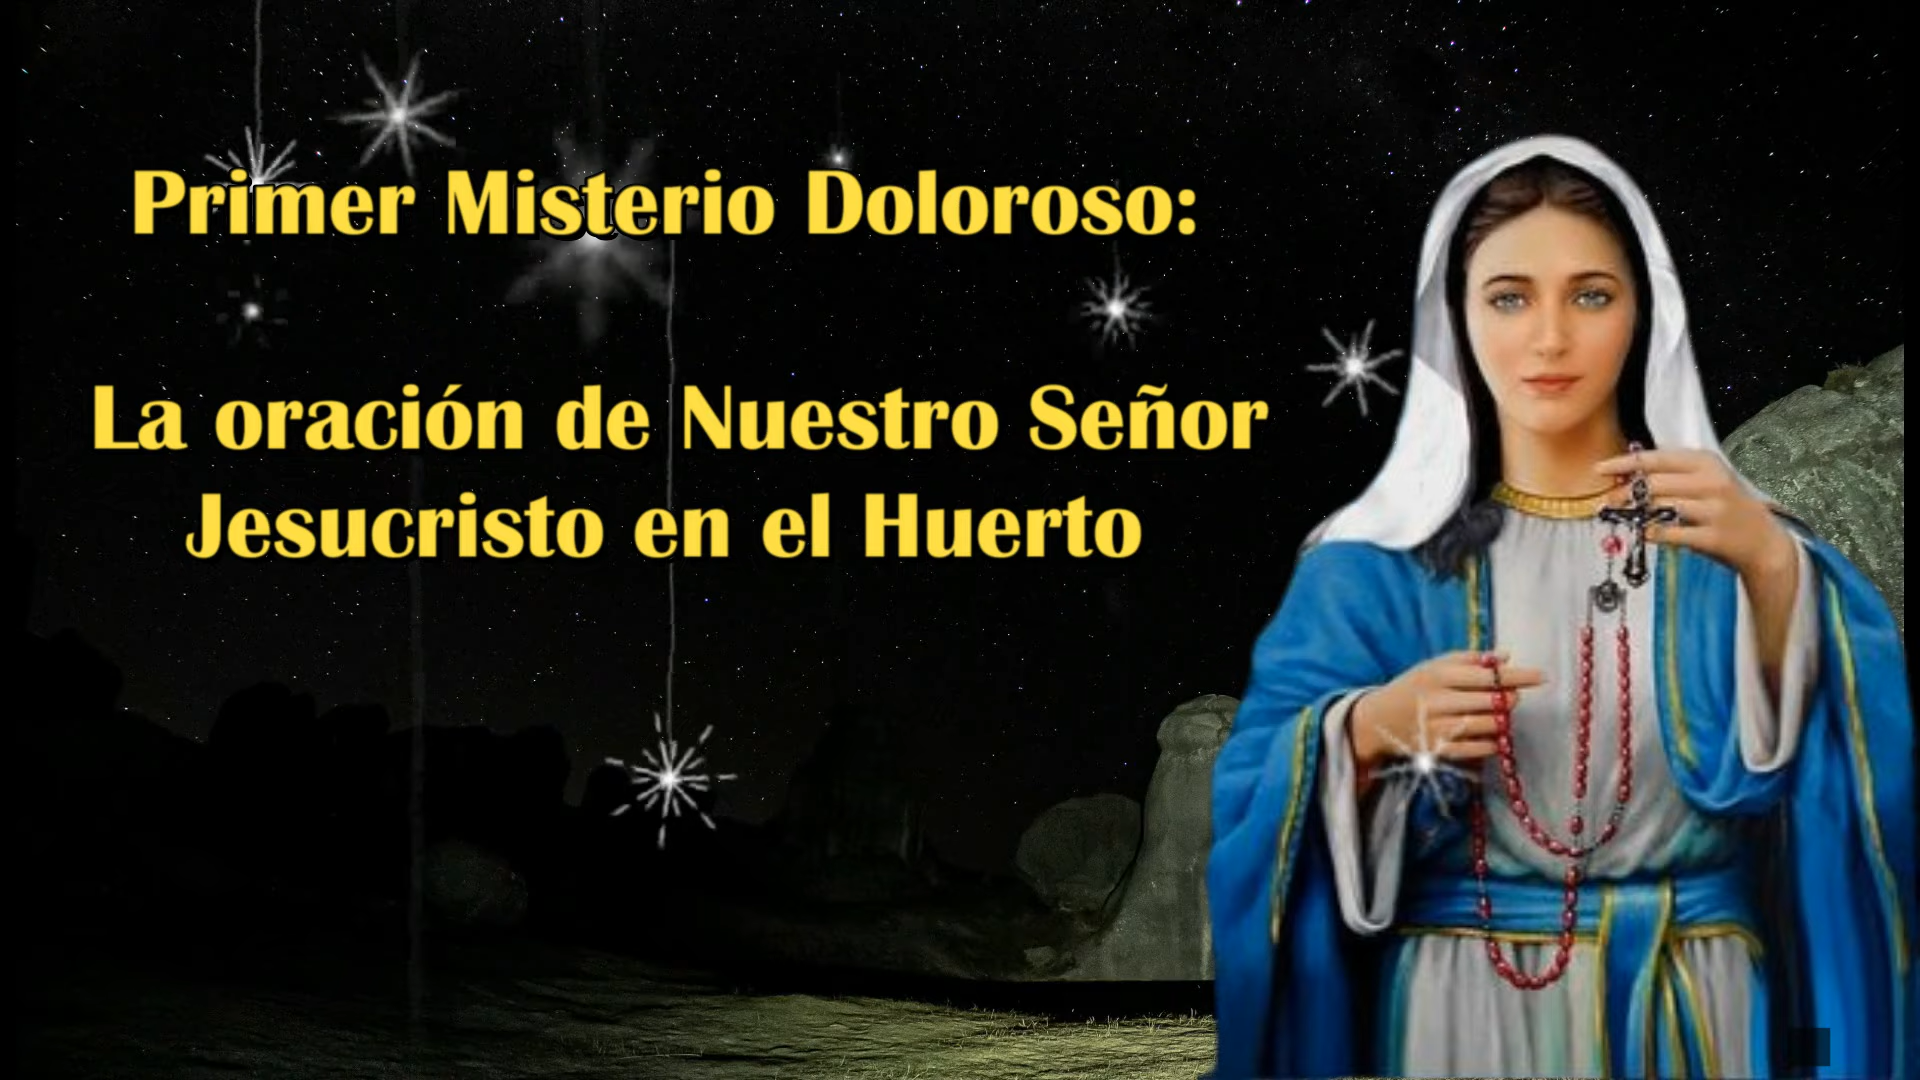 Primer Misterio Doloroso:
La oración de Nuestro Señor
Jesucristo en el Huerto